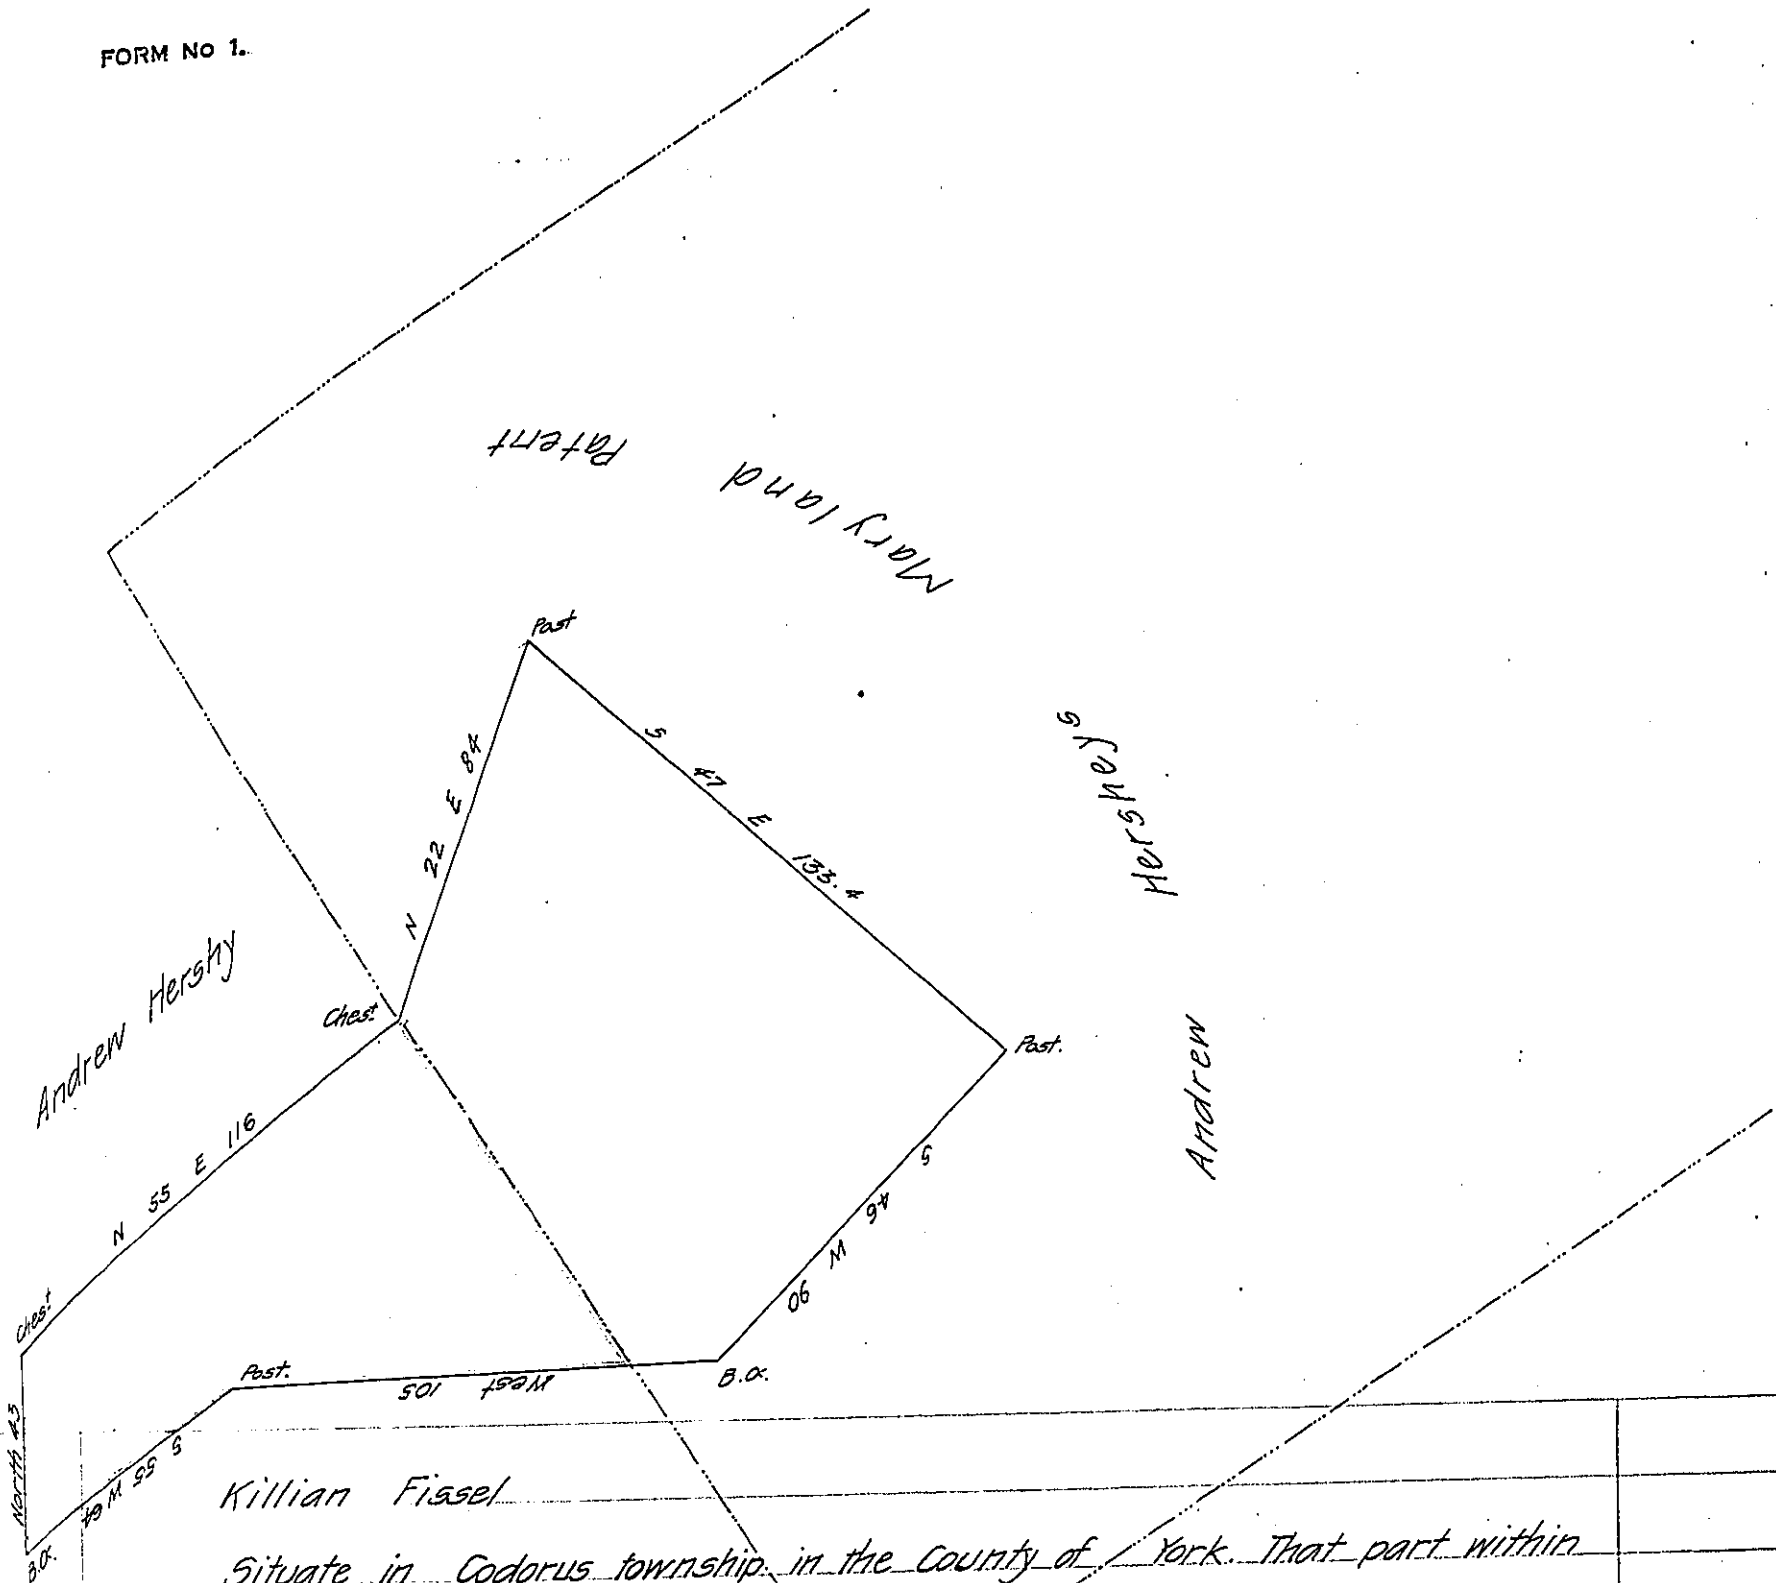 FORM No 1.
Maryland Patent
Post
N 22 E 84
S 47 E 133.4
Andrew Hersheys
Andrew Hershy
Chest
Post.
N 55 E 116
S 46 W 90
Chest
Post.
West 105
B.O.
North 43
S 55 W 64
B.O.
Killian Fissel
Situate in Codorus township in the County of York. That part within